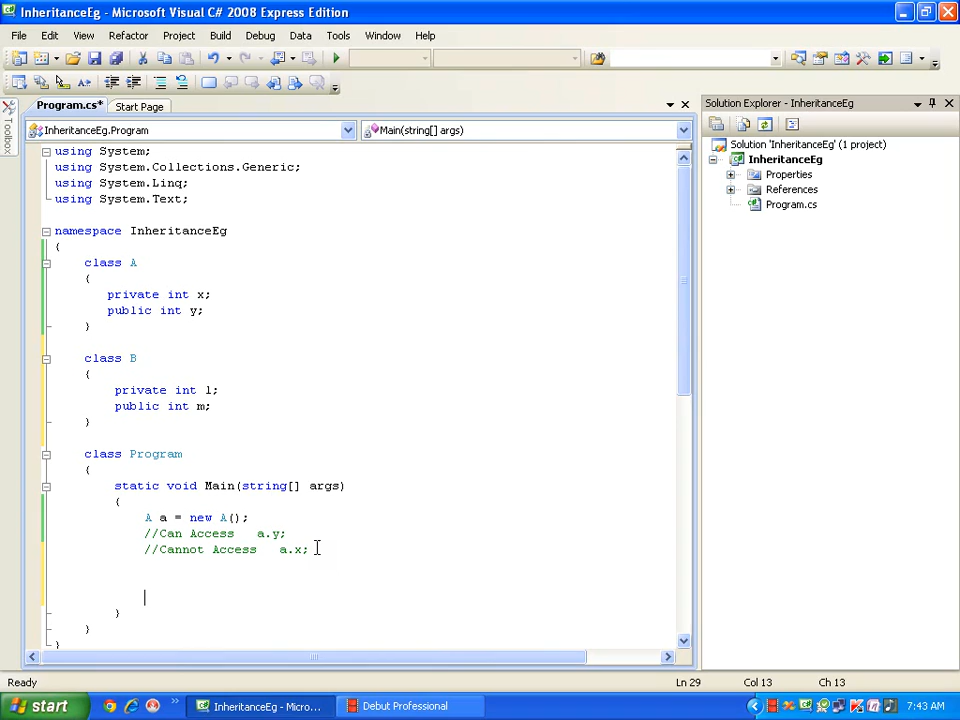 InheritanceEg - Microsoft Visual C# 2008 Express Edition
File Edit View Refactor Project Build Debug Data Tools Window Help
Program.cs* Start Page
Solution Explorer - InheritanceEg
Toolbox
InheritanceEg.Program
Main(string[] args)
using System;
using System.Collections.Generic;
using System.Linq;
using System.Text;
namespace InheritanceEg
{
class A
{
private int x;
public int y;
}
class B
{
private int l;
public int m;
}
class Program
{
static void Main(string[] args)
{
A a = new A();
//Can Access a.y;
//Cannot Access a.x;
}
}
}
Solution 'InheritanceEg' (1 project)
InheritanceEg
Properties
References
Program.cs
Ready
Ln 29
Col 13
Ch 13
start
InheritanceEg - Micro...
Debut Professional
7:43 AM